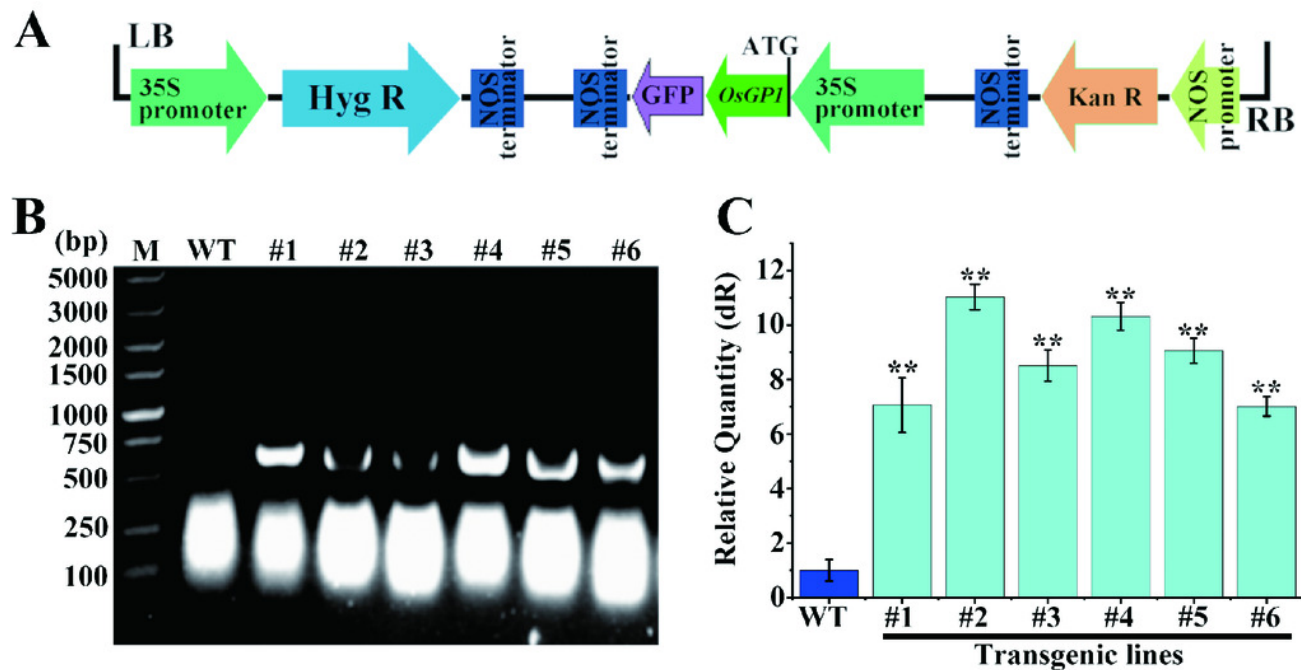 A
LB
35S promoter
Hyg R
NOS terminator
NOS terminator
GFP
OsGP1
ATG
35S promoter
NOS terminator
Kan R
NOS promoter
RB
B
(bp)
M WT #1 #2 #3 #4 #5 #6
5000
3000
2000
1500
1000
750
500
250
100
C
Relative Quantity (dR)
12
10
8
6
4
2
0
** ** ** ** ** **
WT #1 #2 #3 #4 #5 #6
Transgenic lines